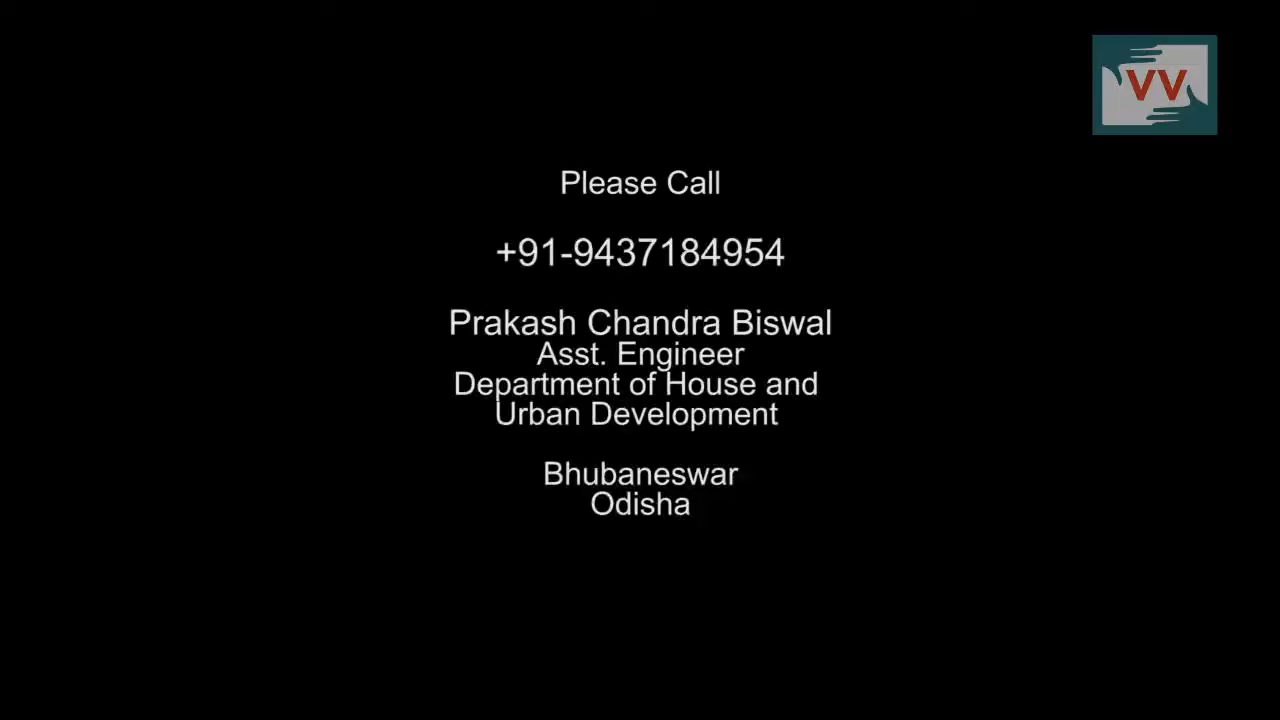 VV
Please Call
+91-9437184954
Prakash Chandra Biswal
Asst. Engineer
Department of House and
Urban Development
Bhubaneswar
Odisha